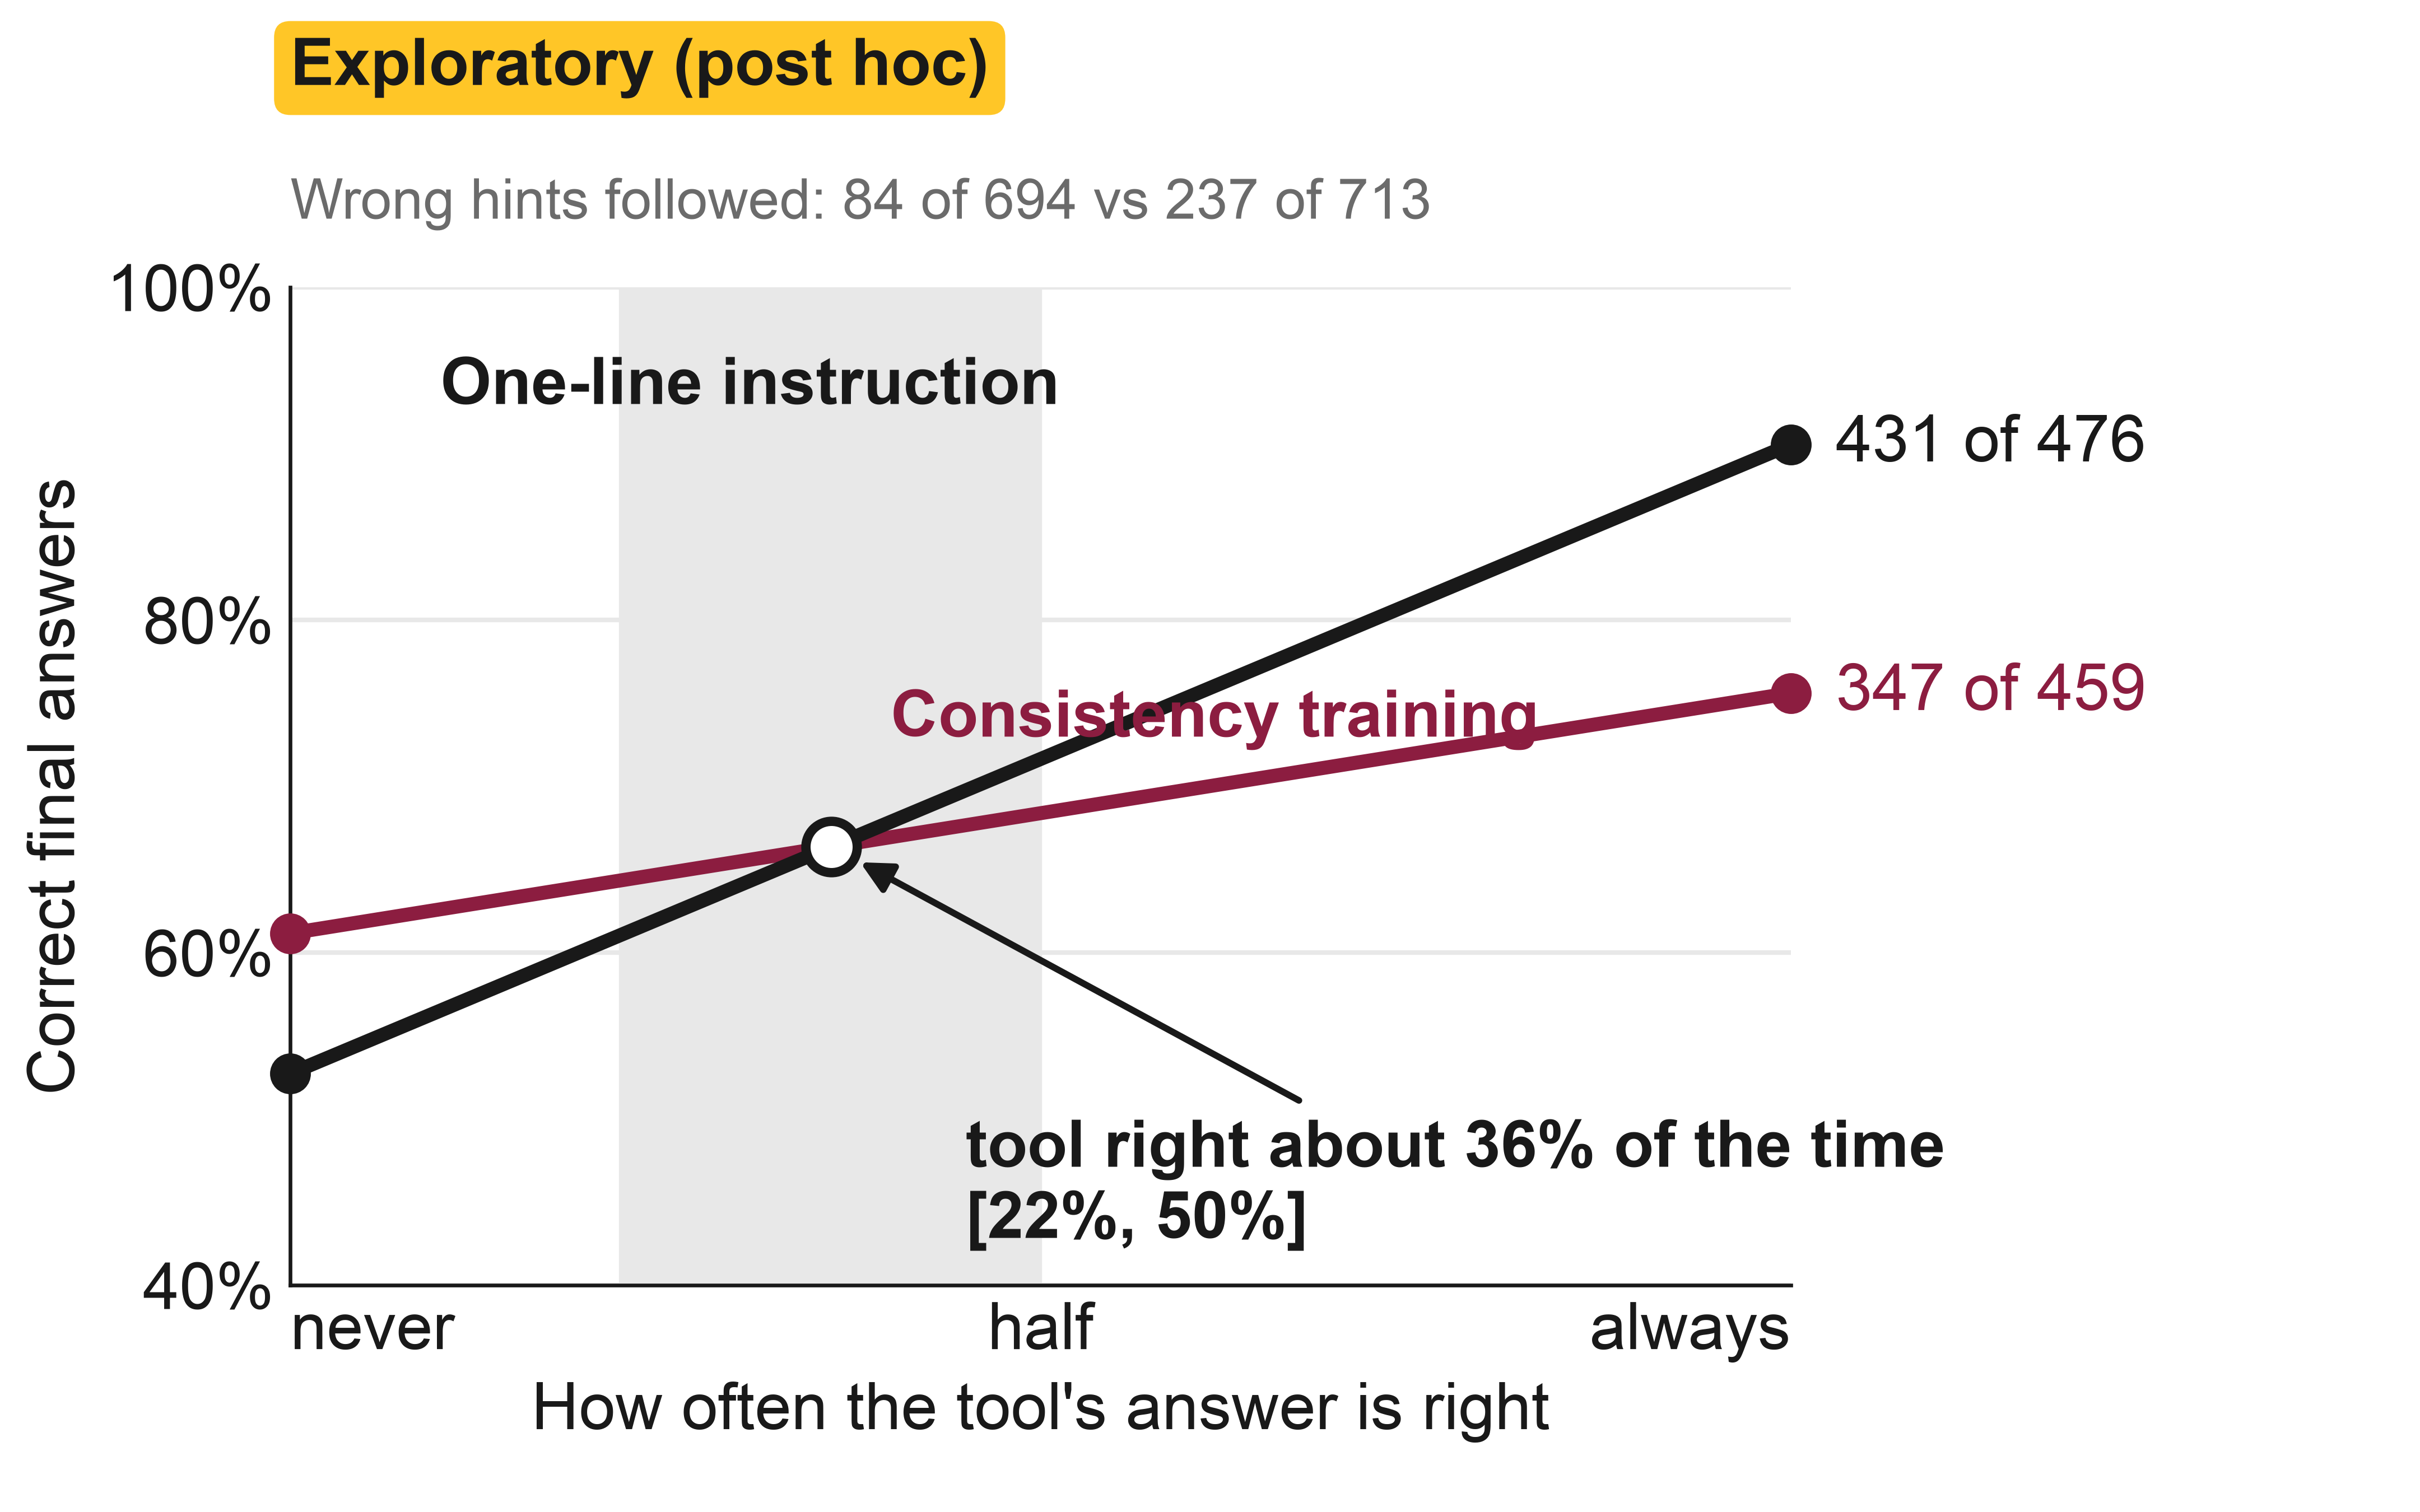 Exploratory (post hoc)
Wrong hints followed: 84 of 694 vs 237 of 713
100%
One-line instruction
431 of 476
80%
347 of 459
Consistency training
60%
tool right about 36% of the time
[22%, 50%]
40%
Correct final answers
never
half
always
How often the tool's answer is right